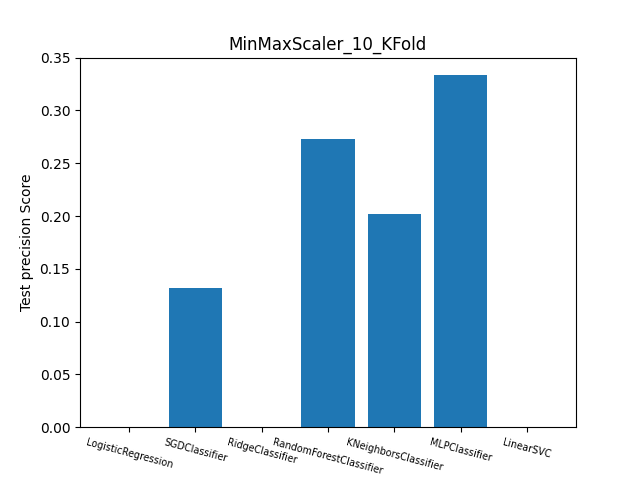 MinMaxScaler_10_KFold
Test precision Score
0.35
0.30
0.25
0.20
0.15
0.10
0.05
0.00
LogisticRegression
SGDClassifier
RidgeClassifier
RandomForestClassifier
KNeighborsClassifier
MLPClassifier
LinearSVC